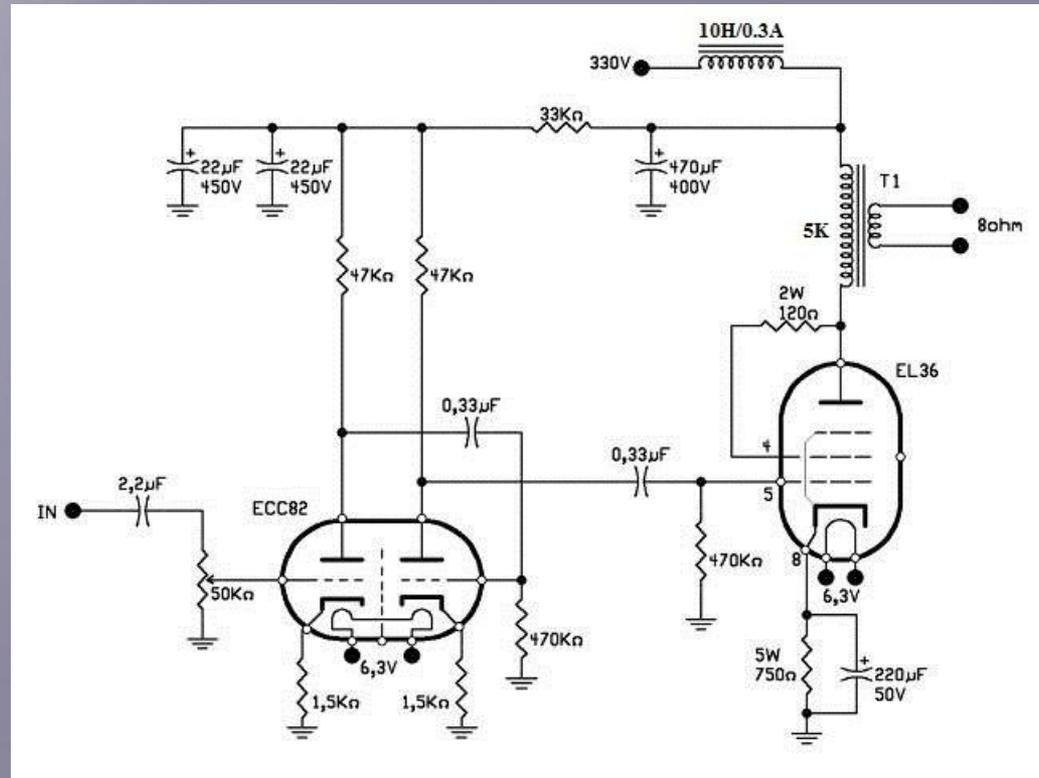 10H/0.3A
330V
33KΩ
22µF
450V
22µF
450V
470µF
400V
T1
5K
8ohm
47KΩ
47KΩ
2W
120Ω
EL36
0,33µF
0,33µF
4
5
2,2µF
IN
ECC82
50KΩ
470KΩ
8
6,3V
470KΩ
6,3V
1,5KΩ
1,5KΩ
5W
750Ω
220µF
50V